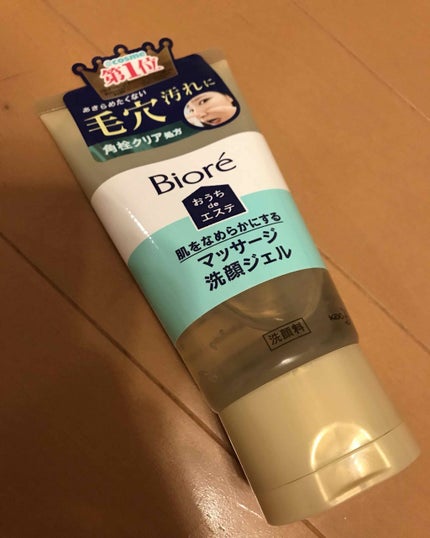 @cosme
第1位
あきらめたくない
毛穴汚れに
角栓クリア処方
Bioré
おうち
de
エステ
肌をなめらかにする
マッサージ
洗顔ジェル
洗顔料